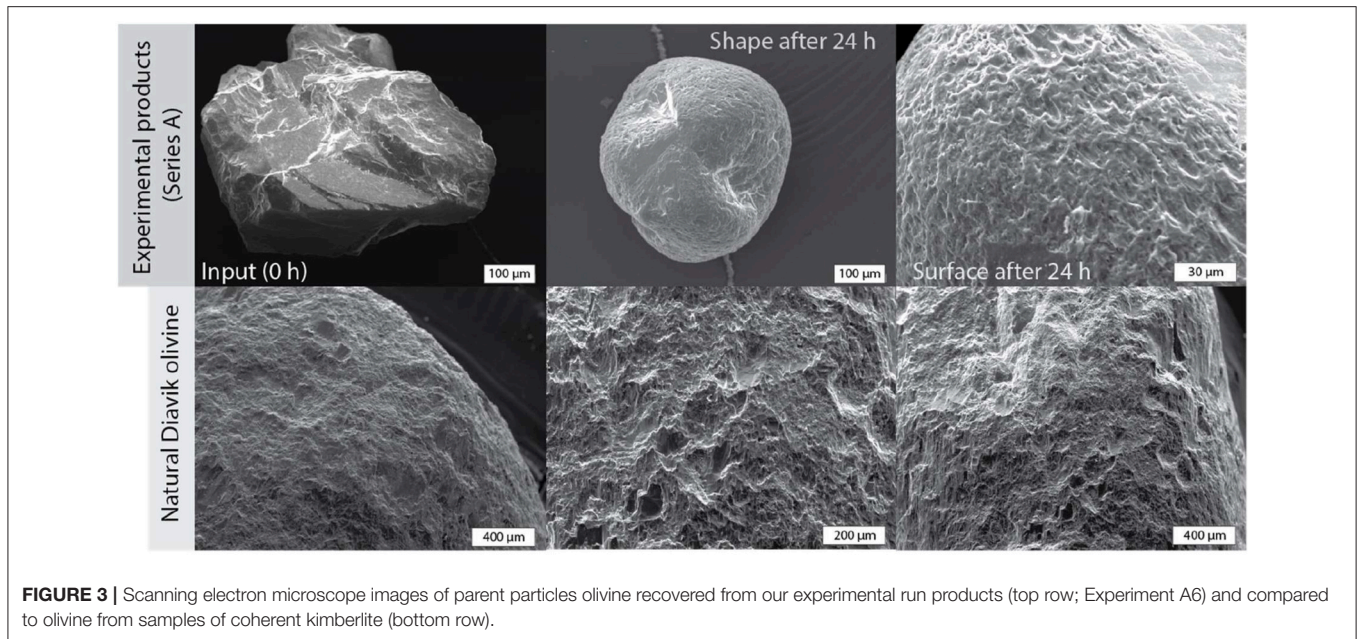 Experimental products
(Series A)
Input (0 h)
100 µm
Shape after 24 h
100 µm
Surface after 24 h
30 µm
Natural Diavik olivine
400 µm
200 µm
400 µm
FIGURE 3 | Scanning electron microscope images of parent particles olivine recovered from our experimental run products (top row; Experiment A6) and compared
to olivine from samples of coherent kimberlite (bottom row).